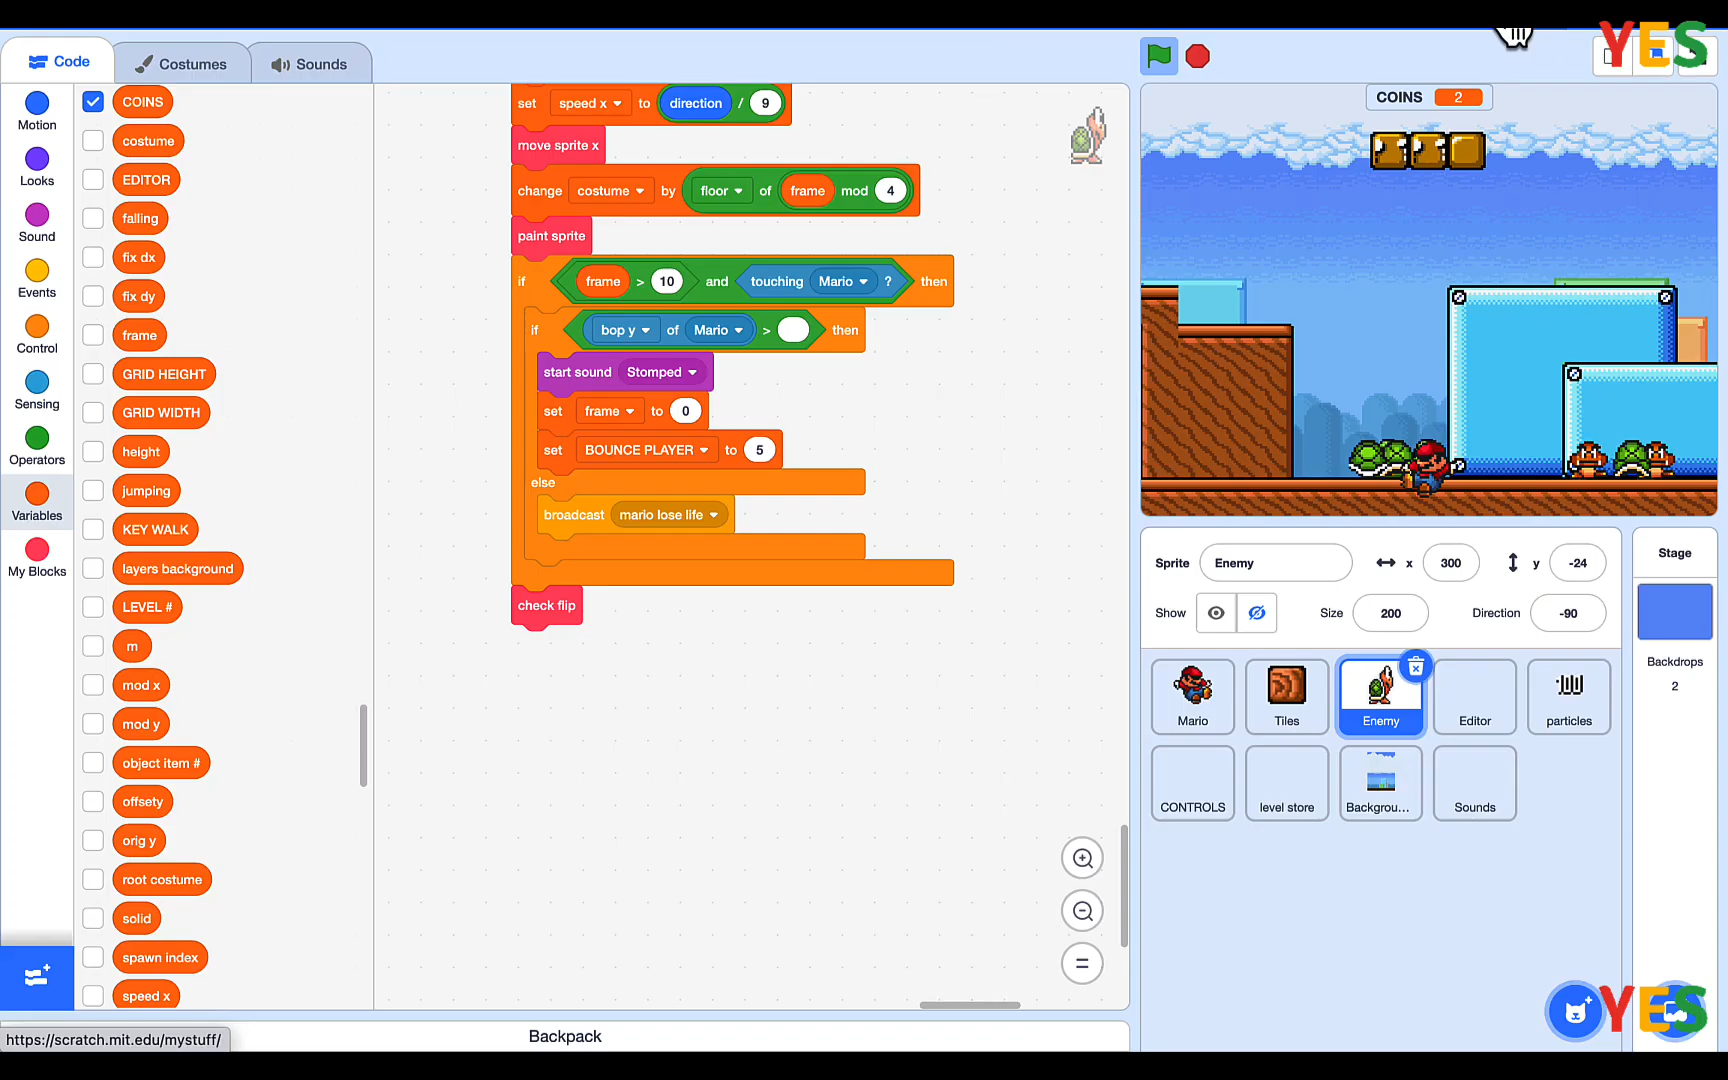 YES
Code
Costumes
Sounds
Motion
Looks
Sound
Events
Control
Sensing
Operators
Variables
My Blocks
COINS
costume
EDITOR
falling
fix dx
fix dy
frame
GRID HEIGHT
GRID WIDTH
height
jumping
KEY WALK
layers background
LEVEL #
m
mod x
mod y
object item #
offsety
orig y
root costume
solid
spawn index
speed x
set speed x to direction / 9
move sprite x
change costume by floor of frame mod 4
paint sprite
if frame > 10 and touching Mario ? then
if bop y of Mario > then
start sound Stomped
set frame to 0
set BOUNCE PLAYER to 5
else
broadcast mario lose life
check flip
Backpack
https://scratch.mit.edu/mystuff/
COINS 2
Sprite Enemy x 300 y -24
Show Size 200 Direction -90
Stage
Backdrops
2
Mario
Tiles
Enemy
Editor
particles
CONTROLS
level store
Backgrou...
Sounds
YES